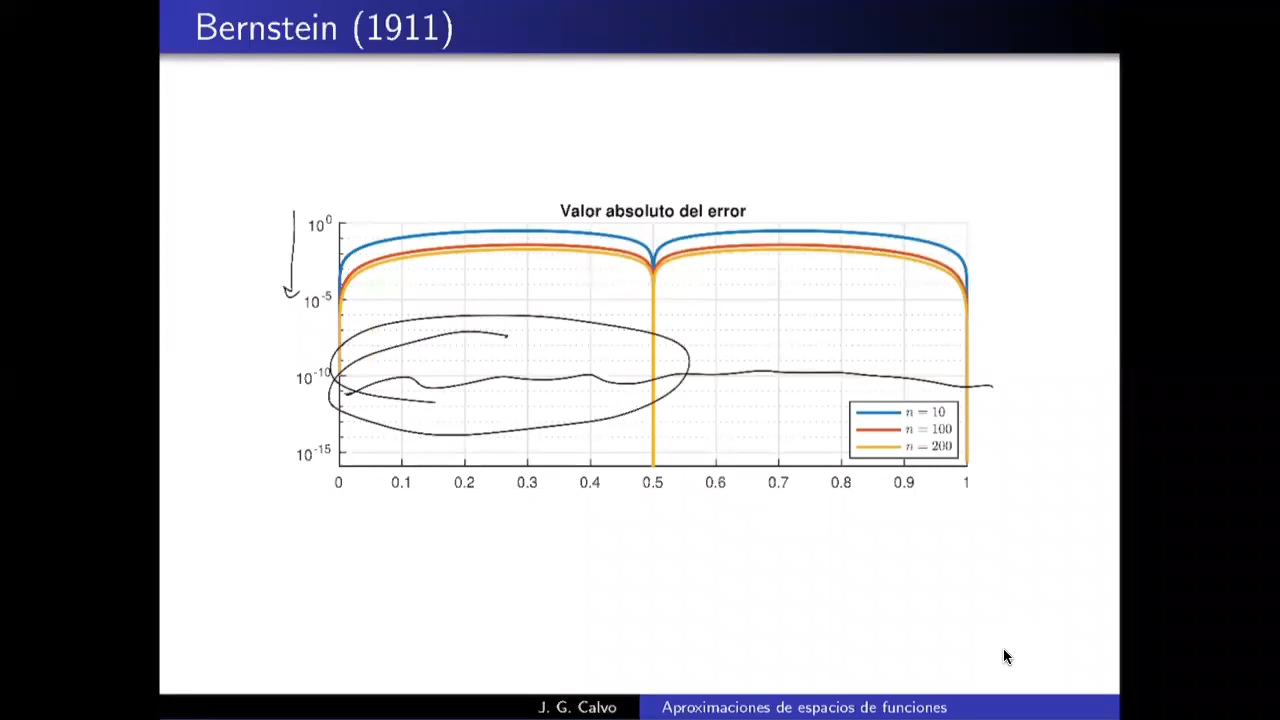 Bernstein (1911)
Valor absoluto del error
10^0
10^-5
10^-10
10^-15
n = 10
n = 100
n = 200
0 0.1 0.2 0.3 0.4 0.5 0.6 0.7 0.8 0.9 1
J. G. Calvo Aproximaciones de espacios de funciones